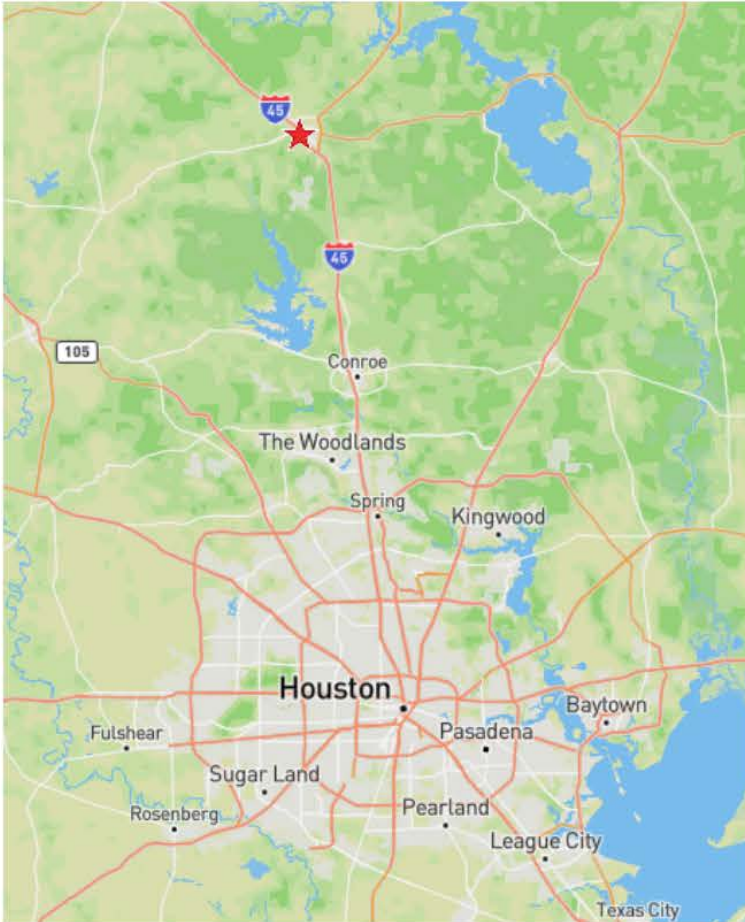 45
45
105
Conroe
The Woodlands
Spring
Kingwood
Houston
Baytown
Fulshear
Pasadena
Sugar Land
Rosenberg
Pearland
League City
Texas City